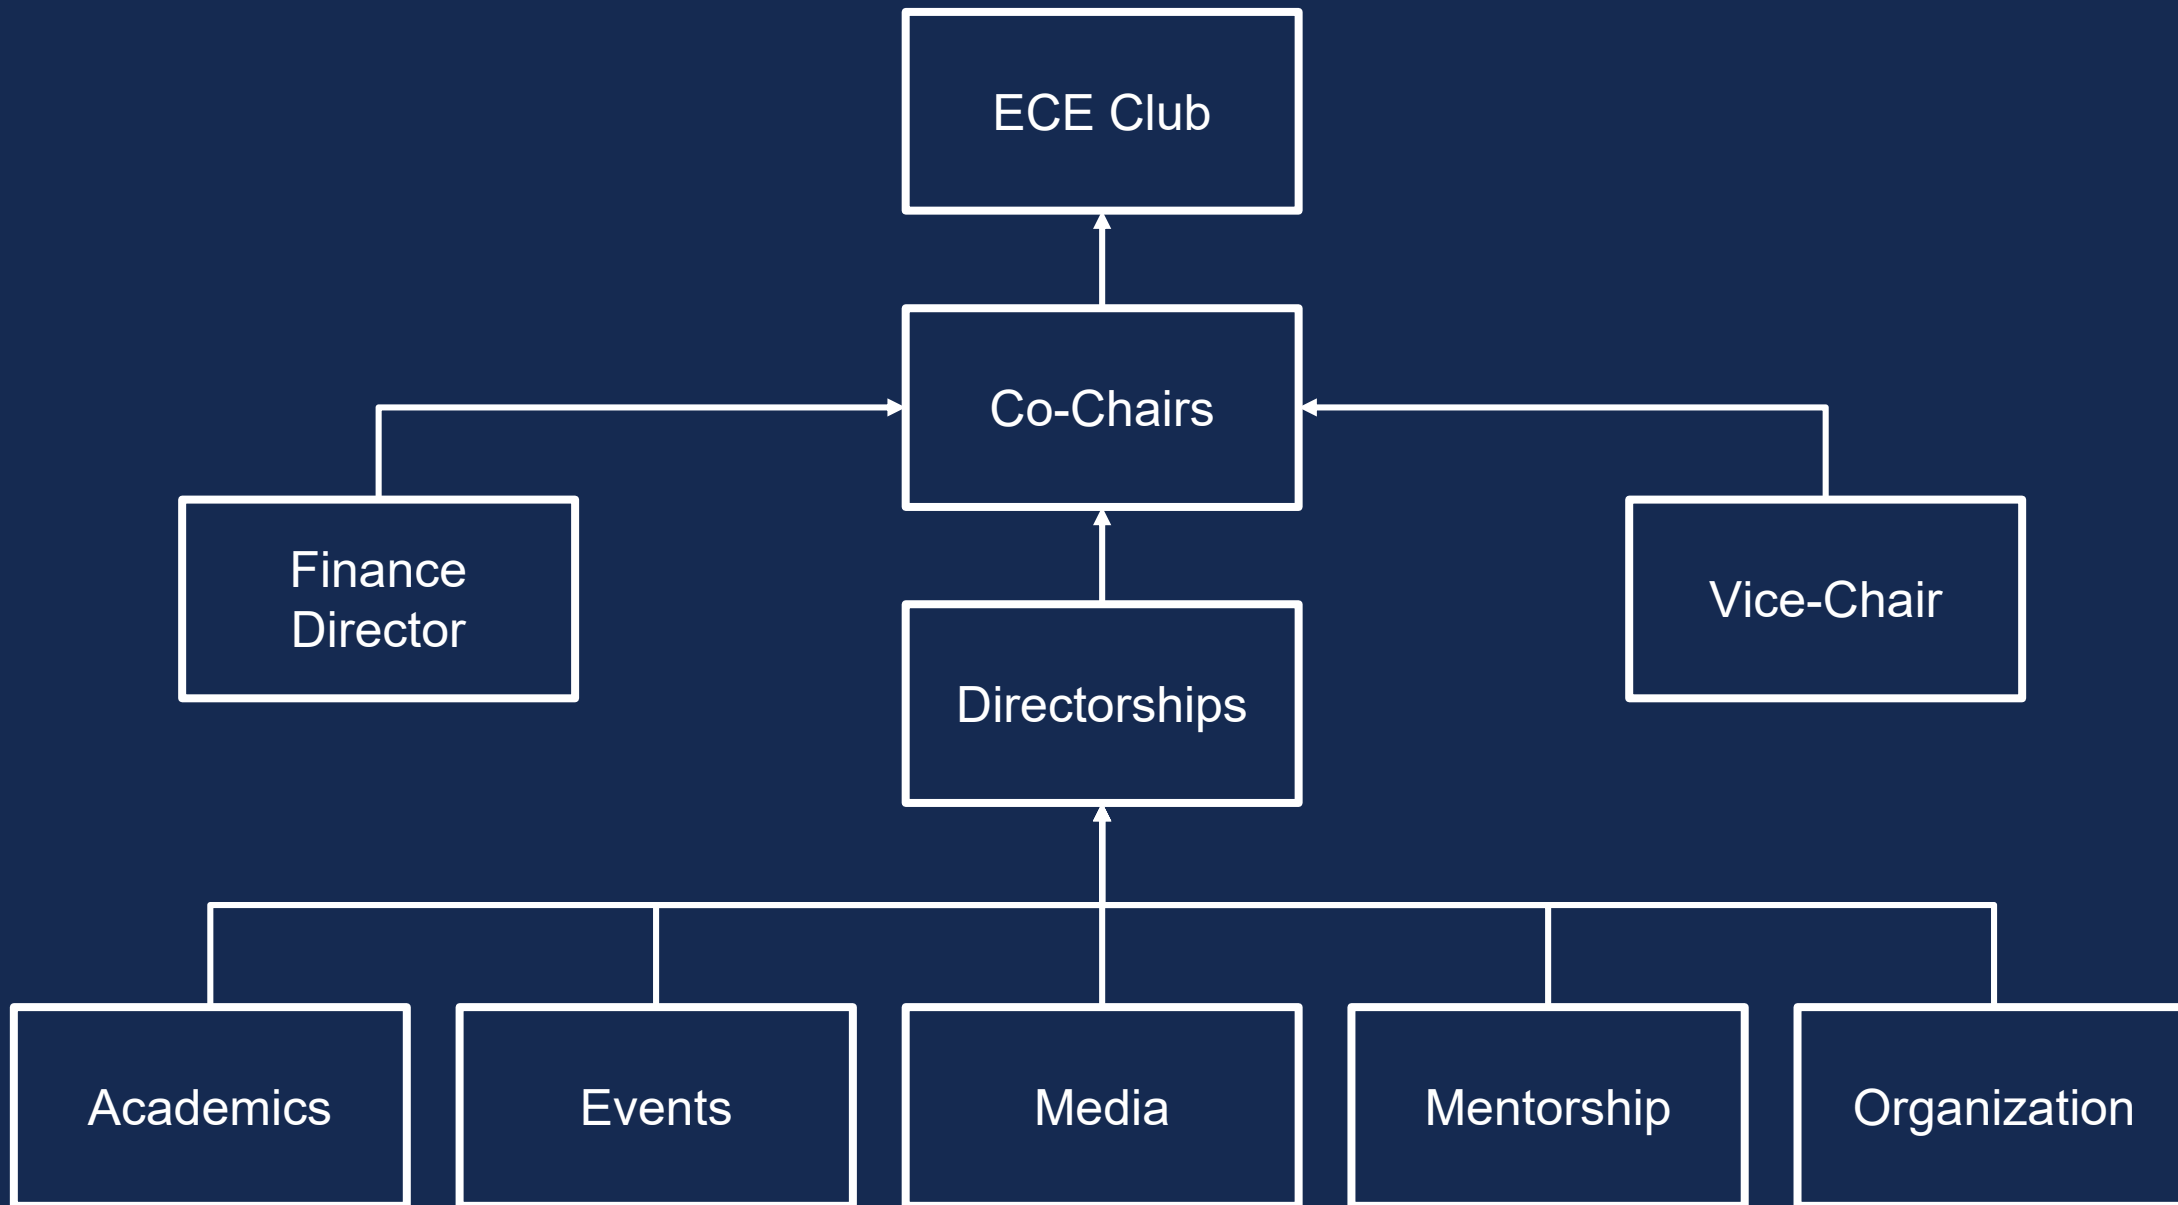 ECE Club
Co-Chairs
Finance
Director
Vice-Chair
Directorships
Academics
Events
Media
Mentorship
Organization